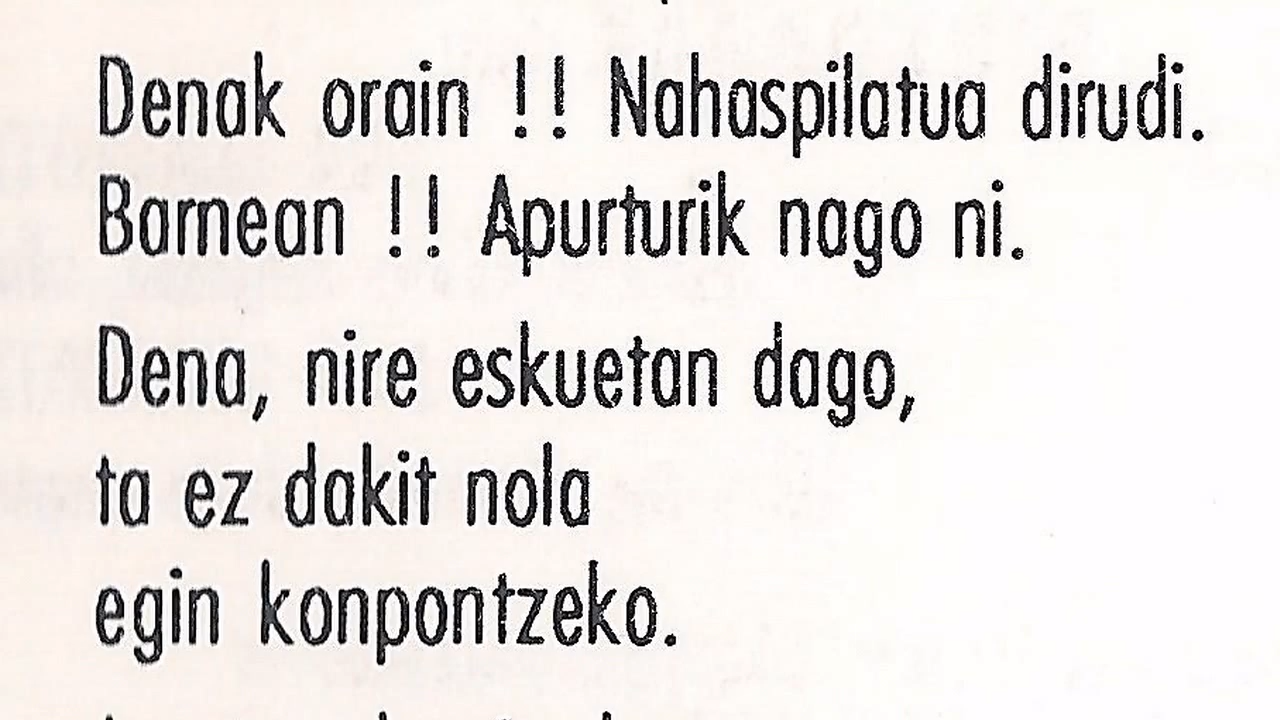 Denak orain !! Nahaspilatua dirudi.
Barnean !! Apurturik nago ni.
Dena, nire eskuetan dago,
ta ez dakit nola
egin konpontzeko.